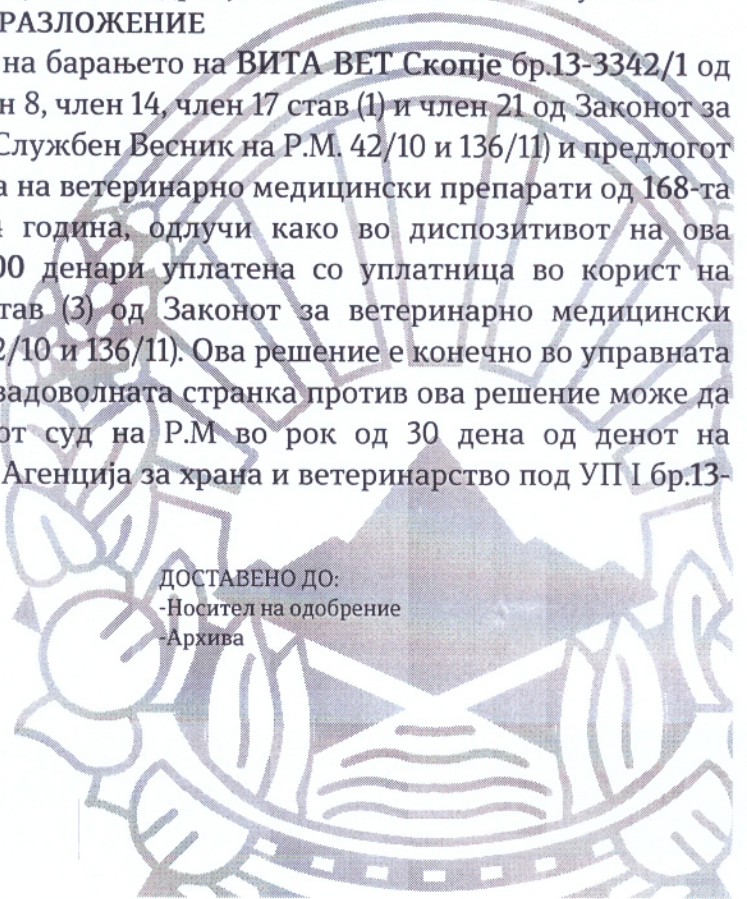 РАЗЛОЖЕНИЕ
на барањето на ВИТА ВЕТ Скопје бр.13-3342/1 од
н 8, член 14, член 17 став (1) и член 21 од Законот за
Службен Весник на Р.М. 42/10 и 136/11) и предлогот
а на ветеринарно медицински препарати од 168-та
година, одлучи како во диспозитивот на ова
00 денари уплатена со уплатница во корист на
тав (3) од Законот за ветеринарно медицински
2/10 и 136/11). Ова решение е конечно во управната
задоволната странка против ова решение може да
от суд на Р.М во рок од 30 дена од денот на
Агенција за храна и ветеринарство под УП I бр.13-
ДОСТАВЕНО ДО:
-Носител на одобрение
-Архива